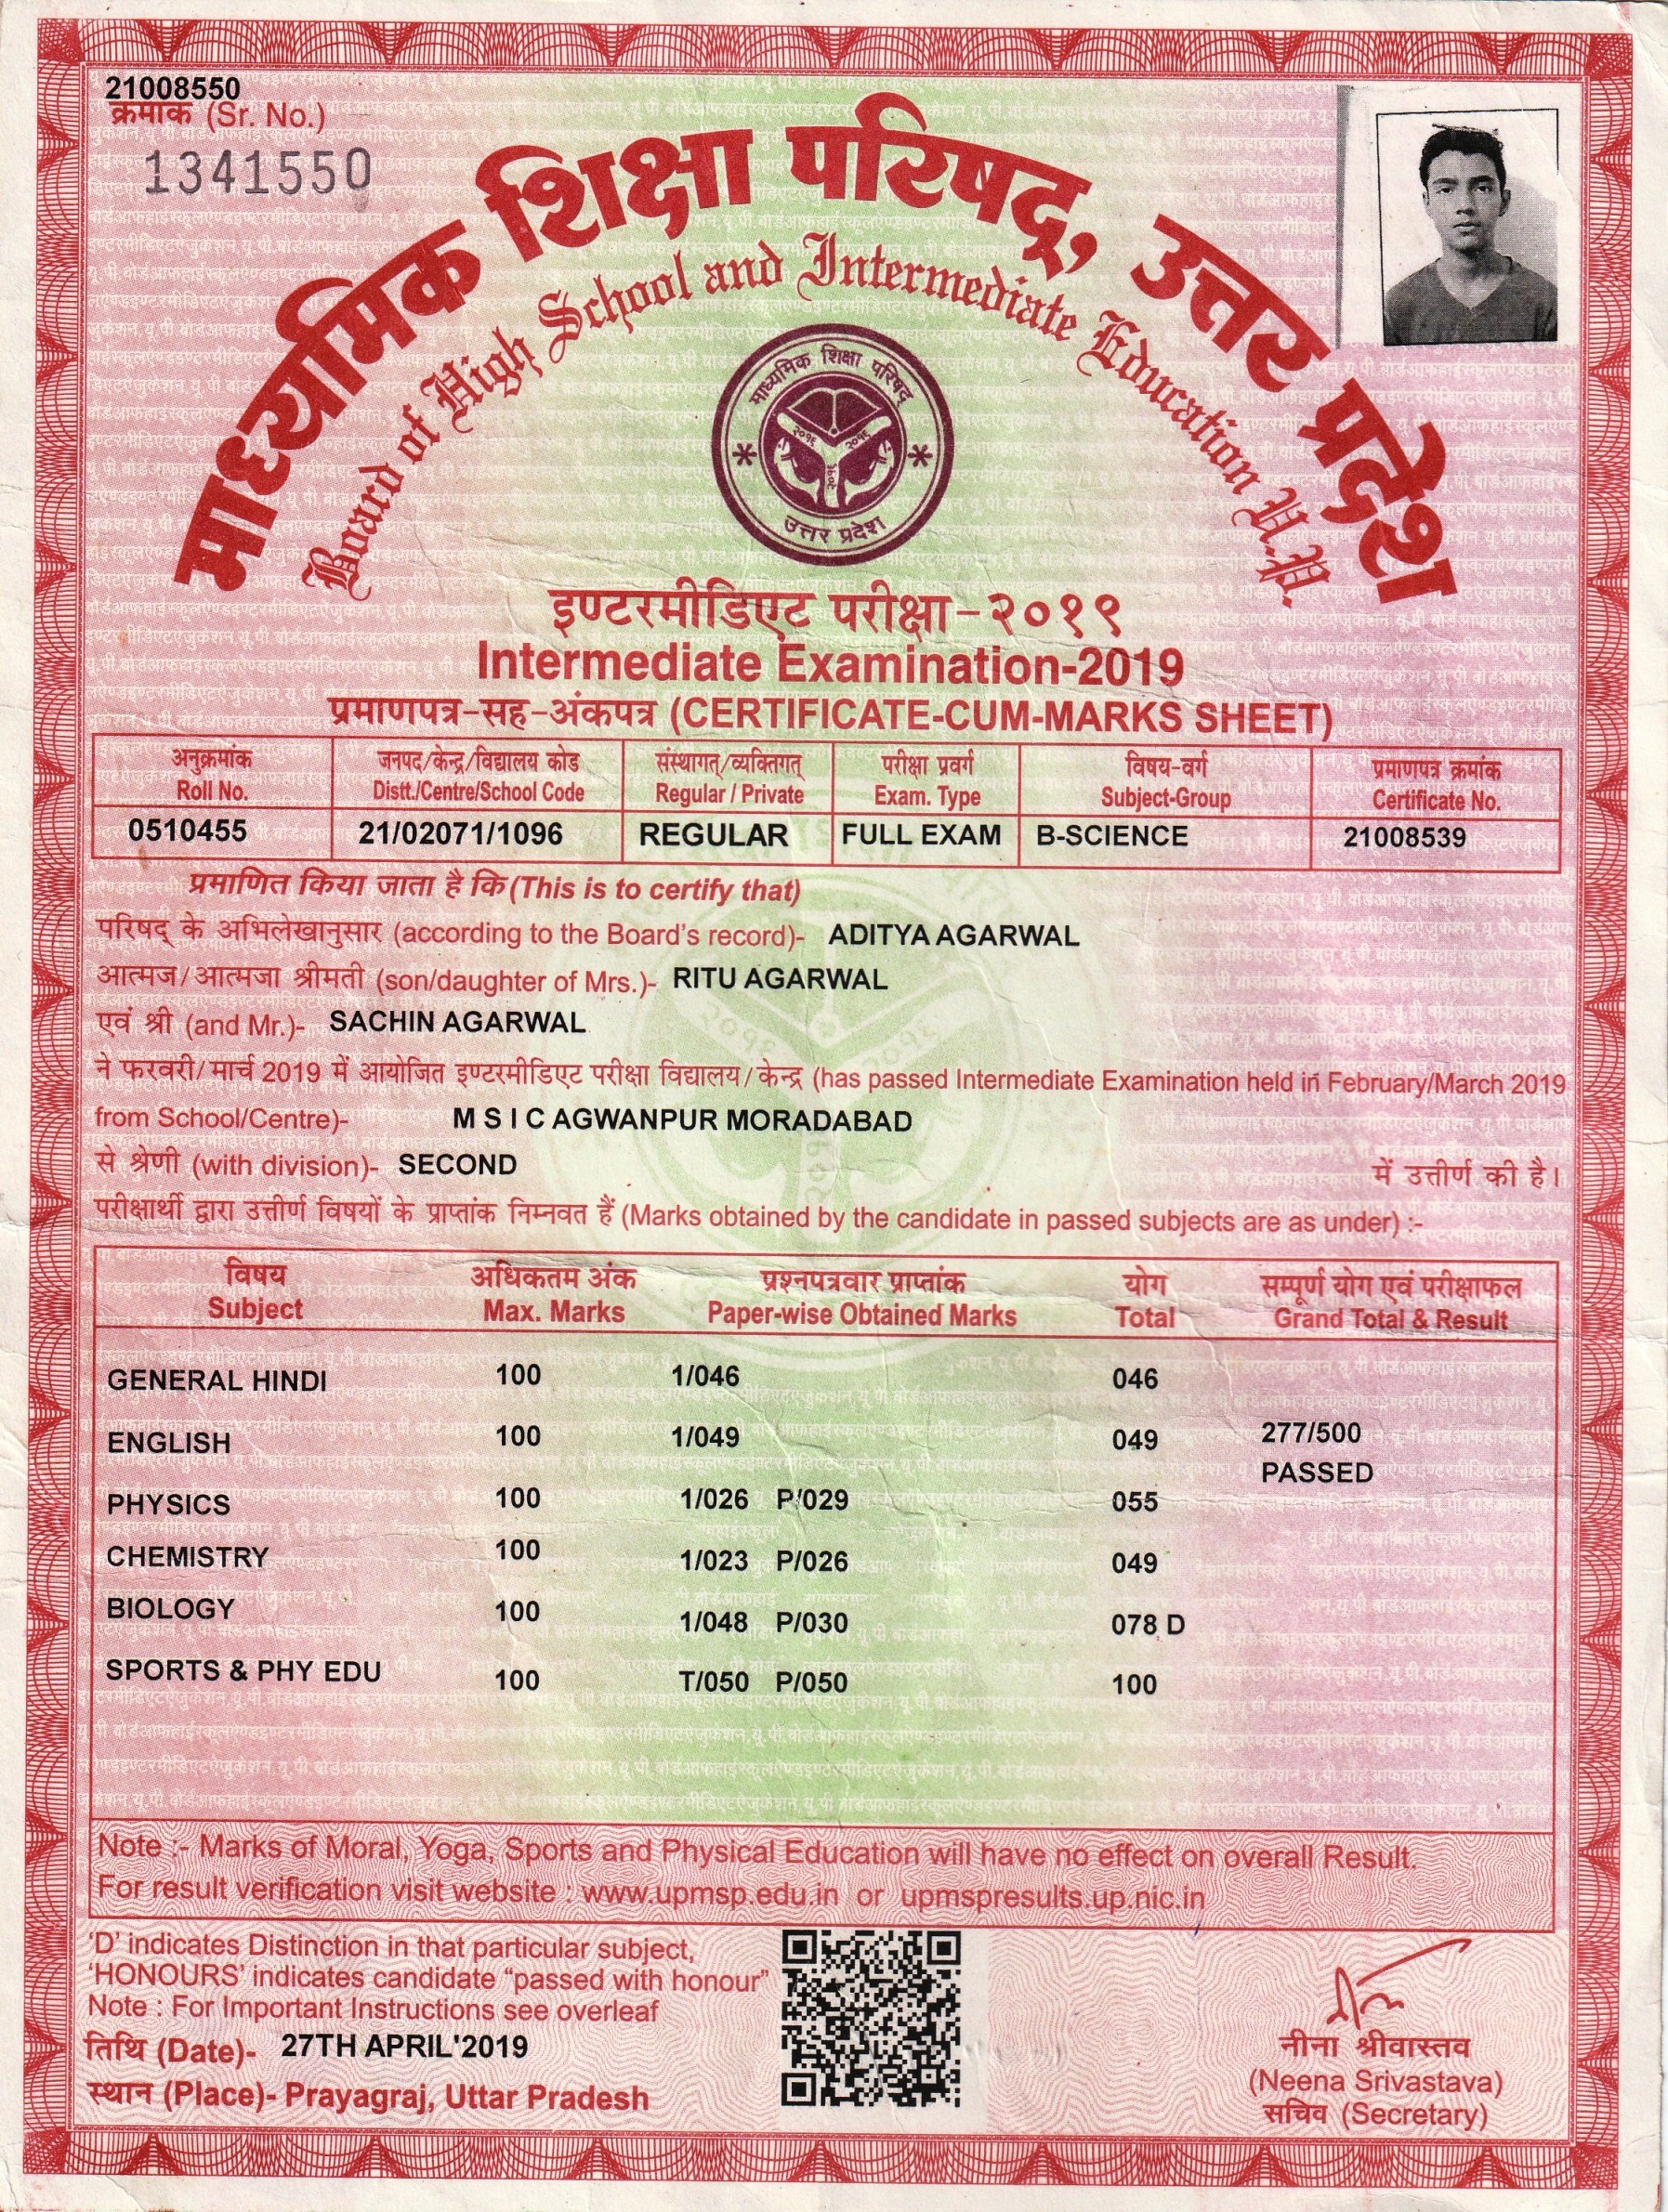 21008550
क्रमांक (Sr. No.)
1341550
माध्यमिक शिक्षा परिषद्, उत्तर प्रदेश
Board of High School and Intermediate Education U.P.
माध्यमिक शिक्षा परिषद्
२०१६ २०१६
२०१६
उत्तर प्रदेश
इण्टरमीडिएट परीक्षा-२०१९
Intermediate Examination-2019
प्रमाणपत्र-सह-अंकपत्र (CERTIFICATE-CUM-MARKS SHEET)
अनुक्रमांक जनपद/केन्द्र/विद्यालय कोड संस्थागत/व्यक्तिगत परीक्षा प्रवर्ग विषय-वर्ग प्रमाणपत्र क्रमांक
Roll No. Distt./Centre/School Code Regular / Private Exam. Type Subject-Group Certificate No.
0510455 21/02071/1096 REGULAR FULL EXAM B-SCIENCE 21008539
प्रमाणित किया जाता है कि (This is to certify that)
परिषद् के अभिलेखानुसार (according to the Board's record)- ADITYA AGARWAL
आत्मज/आत्मजा श्रीमती (son/daughter of Mrs.)- RITU AGARWAL
एवं श्री (and Mr.)- SACHIN AGARWAL
ने फरवरी/मार्च 2019 में आयोजित इण्टरमीडिएट परीक्षा विद्यालय/केन्द्र (has passed Intermediate Examination held in February/March 2019
from School/Centre)- M S I C AGWANPUR MORADABAD
से श्रेणी (with division)- SECOND में उत्तीर्ण की है।
परीक्षार्थी द्वारा उत्तीर्ण विषयों के प्राप्तांक निम्नवत हैं (Marks obtained by the candidate in passed subjects are as under) :-
विषय अधिकतम अंक प्रश्नपत्रवार प्राप्तांक योग सम्पूर्ण योग एवं परीक्षाफल
Subject Max. Marks Paper-wise Obtained Marks Total Grand Total & Result
GENERAL HINDI 100 1/046 046
ENGLISH 100 1/049 049 277/500
PASSED
PHYSICS 100 1/026 P/029 055
CHEMISTRY 100 1/023 P/026 049
BIOLOGY 100 1/048 P/030 078 D
SPORTS & PHY EDU 100 T/050 P/050 100
Note :- Marks of Moral, Yoga, Sports and Physical Education will have no effect on overall Result.
For result verification visit website : www.upmsp.edu.in or upmspresults.up.nic.in
'D' indicates Distinction in that particular subject,
'HONOURS' indicates candidate "passed with honour"
Note : For Important Instructions see overleaf
तिथि (Date)- 27TH APRIL'2019
स्थान (Place)- Prayagraj, Uttar Pradesh
नीना श्रीवास्तव
(Neena Srivastava)
सचिव (Secretary)